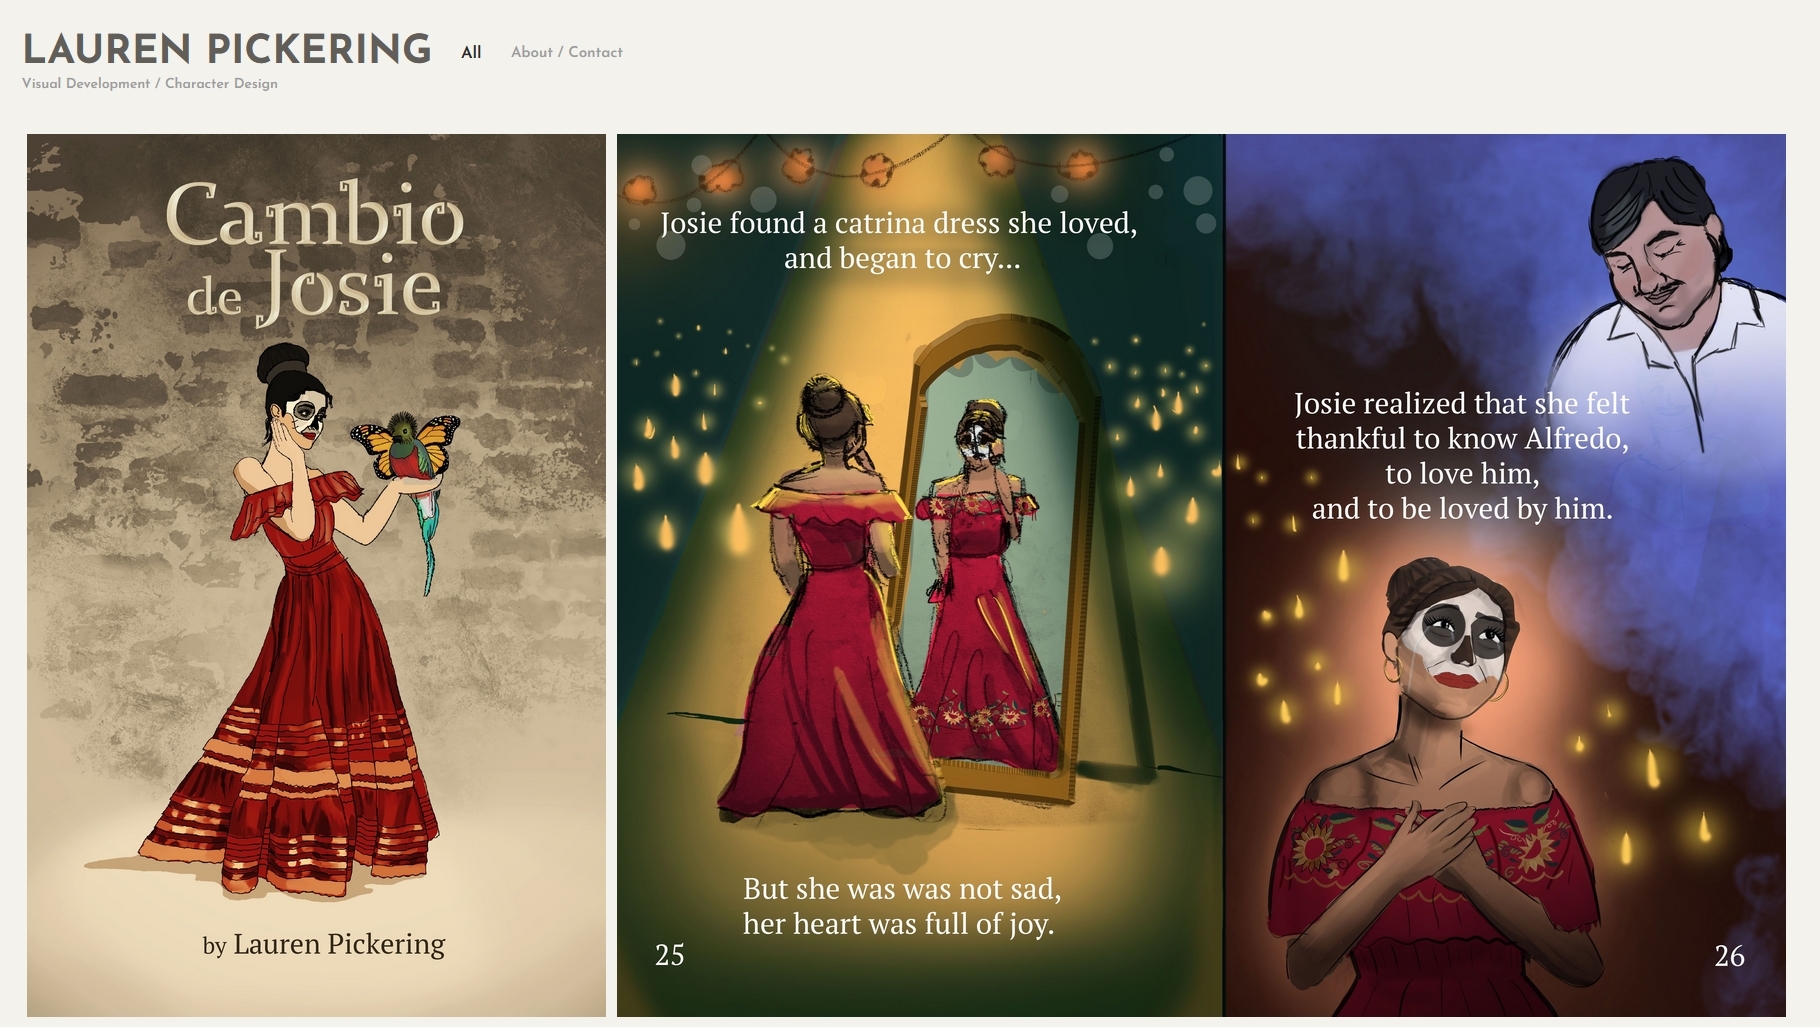 LAUREN PICKERING
All
About / Contact
Visual Development / Character Design
Cambio
de Josie
by Lauren Pickering
Josie found a catrina dress she loved,
and began to cry...
But she was was not sad,
her heart was full of joy.
25
Josie realized that she felt
thankful to know Alfredo,
to love him,
and to be loved by him.
26